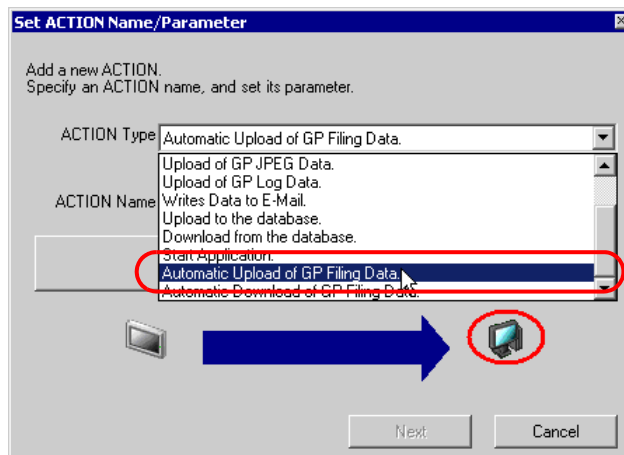 Set ACTION Name/Parameter
Add a new ACTION.
Specify an ACTION name, and set its parameter.
ACTION Type
Automatic Upload of GP Filing Data.
Upload of GP JPEG Data.
Upload of GP Log Data.
ACTION Name
Writes Data to E-Mail.
Upload to the database.
Download from the database.
Start Application.
Automatic Upload of GP Filing Data.
Automatic Download of GP Filing Data.
Next
Cancel